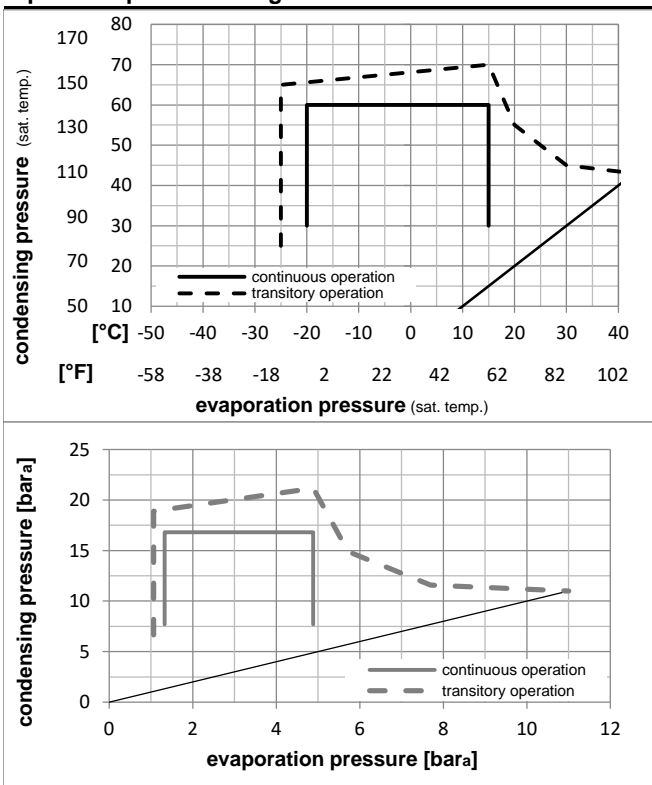 condensing pressure (sat. temp.)
170 80
70
150 60
130 50
110 40
90 30
70 20
50 10
continuous operation
transitory operation
[°C] -50 -40 -30 -20 -10 0 10 20 30 40
[°F] -58 -38 -18 2 22 42 62 82 102
evaporation pressure (sat. temp.)
condensing pressure [bara]
25
20
15
10
5
0
continuous operation
transitory operation
0 2 4 6 8 10 12
evaporation pressure [bara]